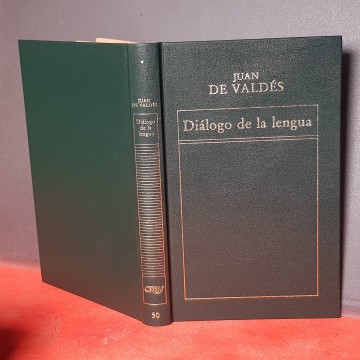 JUAN
DE VALDÉS
Diálogo
de la
lengua
50
JUAN
DE VALDÉS
Diálogo de la lengua